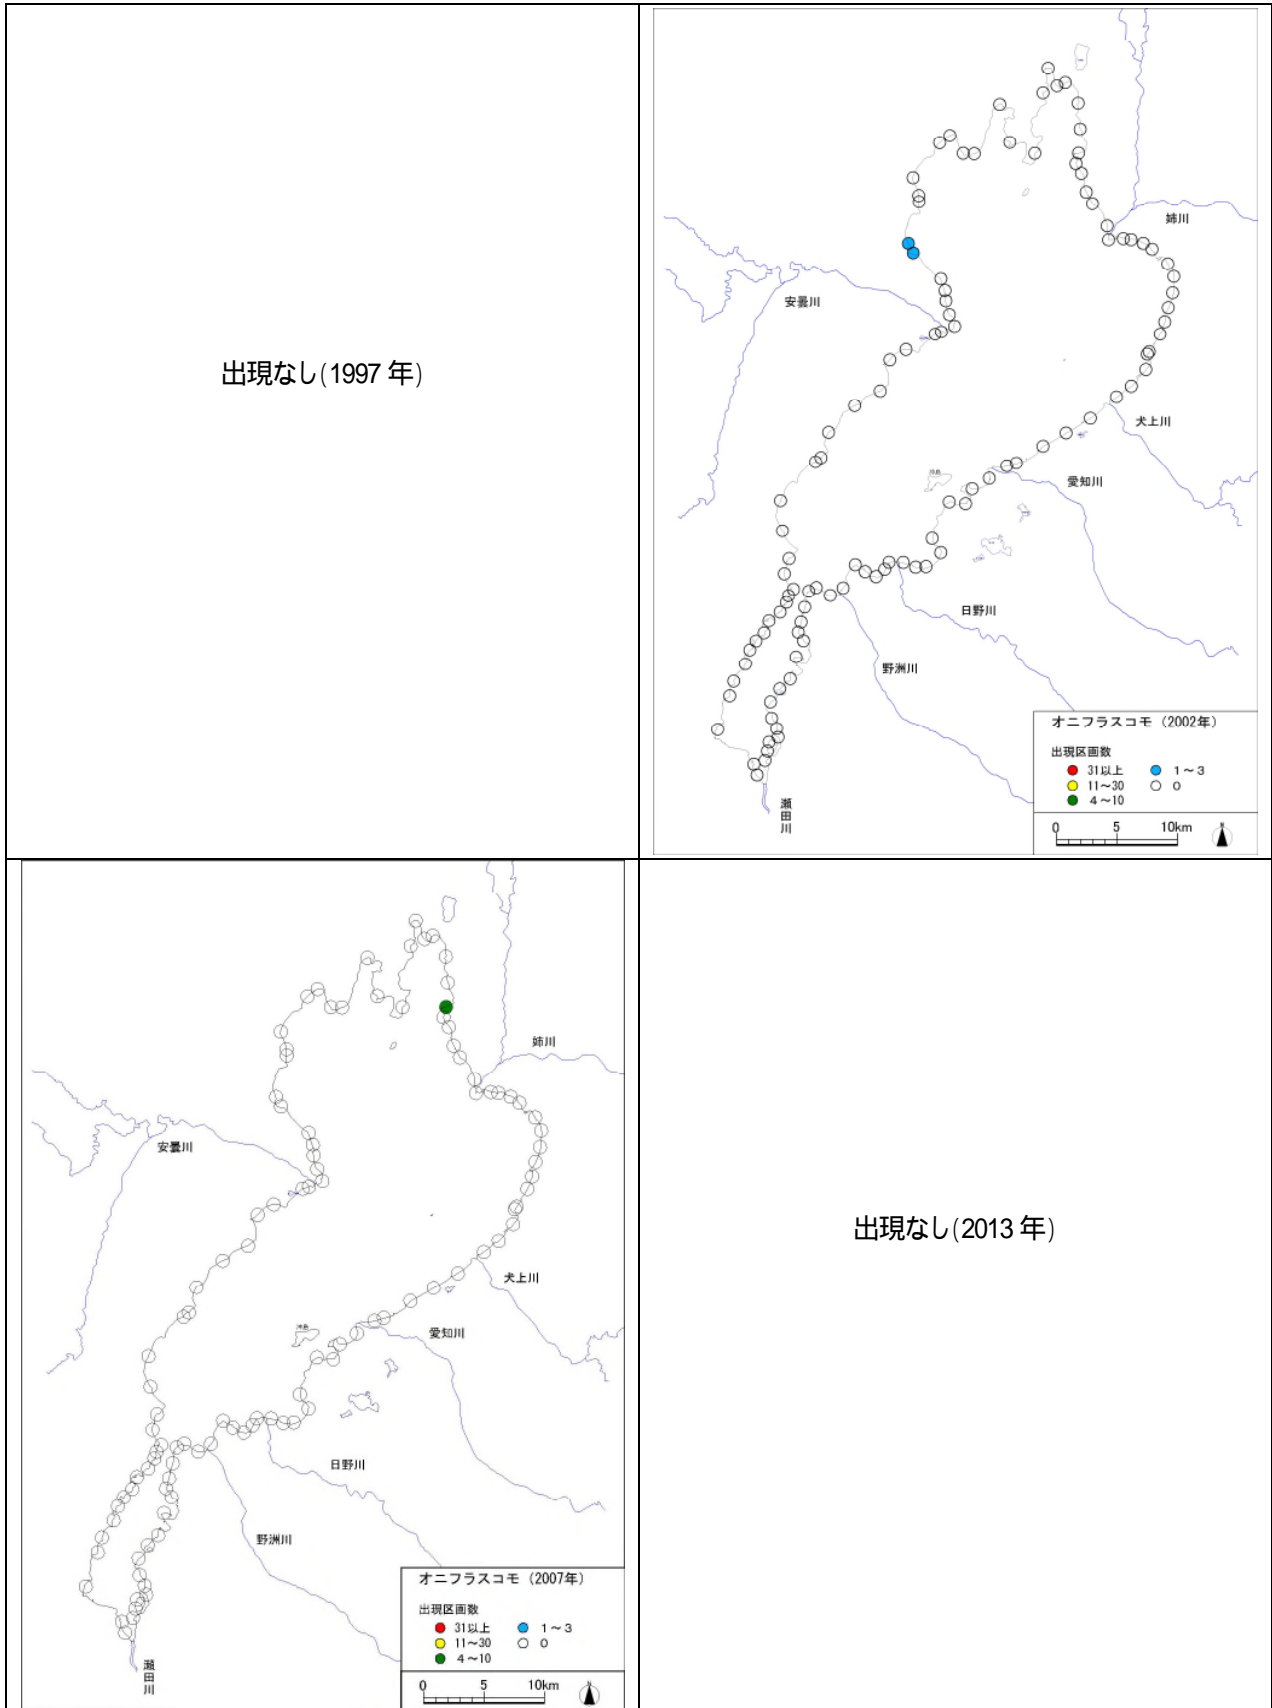 出現なし(1997 年)
姉川
安曇川
犬上川
沖島
愛知川
日野川
野洲川
瀬田川
オニフラスコモ（2002年）
出現区画数
31以上 1～3
11～30 0
4～10
0 5 10km
N
姉川
安曇川
犬上川
沖島
愛知川
日野川
野洲川
瀬田川
オニフラスコモ（2007年）
出現区画数
31以上 1～3
11～30 0
4～10
0 5 10km
N
出現なし(2013 年)